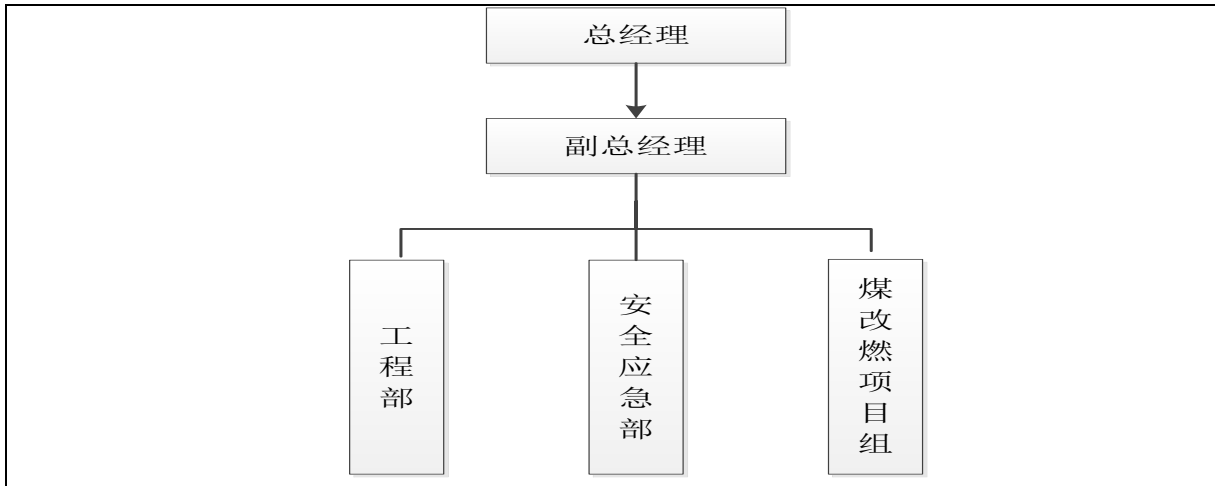 总经理
副总经理
工程部
安全应急部
煤改燃项目组